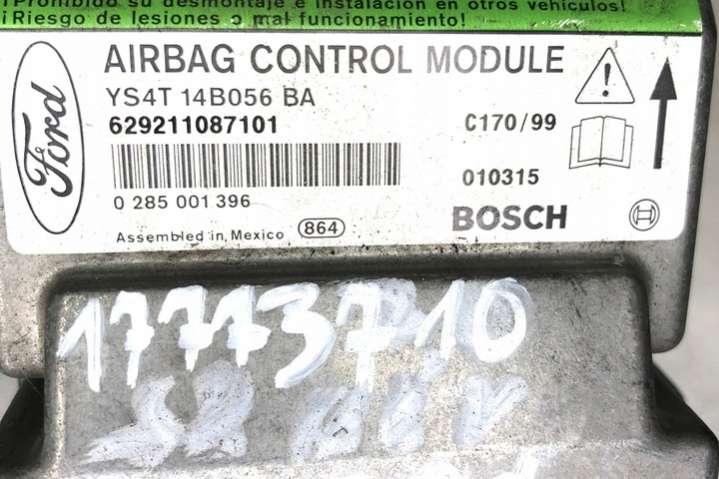 ¡Prohibido su desmontaje e instalación en otros vehículos!
¡Riesgo de lesiones o mal funcionamiento!
Ford
AIRBAG CONTROL MODULE
YS4T 14B056 BA
629211087101
C170/99
010315
0 285 001 396
BOSCH
Assembled in Mexico 864
17773710